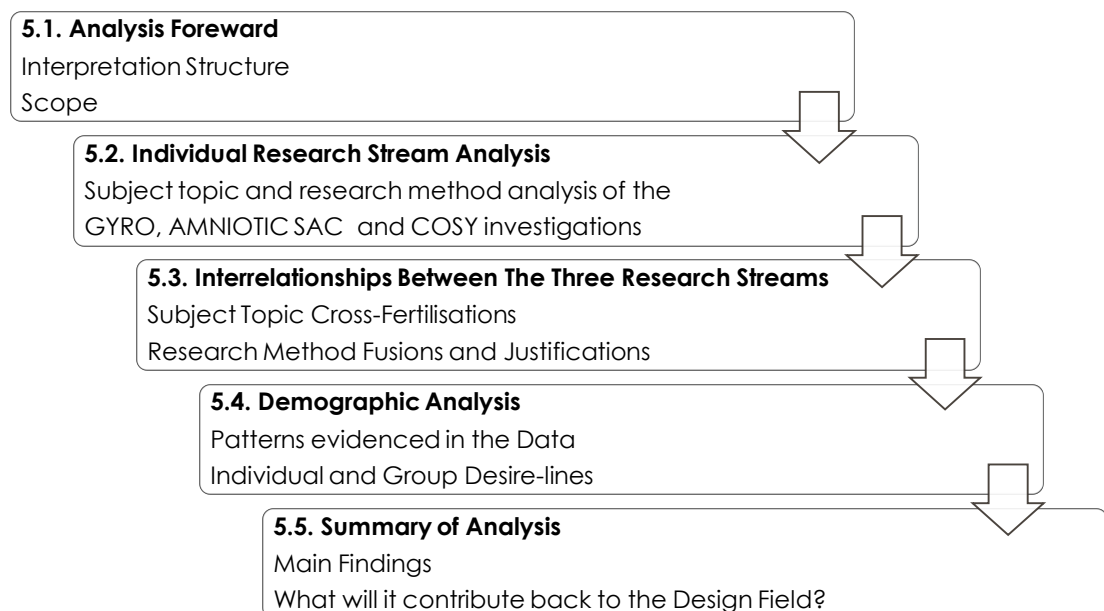 5.1. Analysis Foreward
Interpretation Structure
Scope
5.2. Individual Research Stream Analysis
Subject topic and research method analysis of the
GYRO, AMNIOTIC SAC and COSY investigations
5.3. Interrelationships Between The Three Research Streams
Subject Topic Cross-Fertilisations
Research Method Fusions and Justifications
5.4. Demographic Analysis
Patterns evidenced in the Data
Individual and Group Desire-lines
5.5. Summary of Analysis
Main Findings
What will it contribute back to the Design Field?